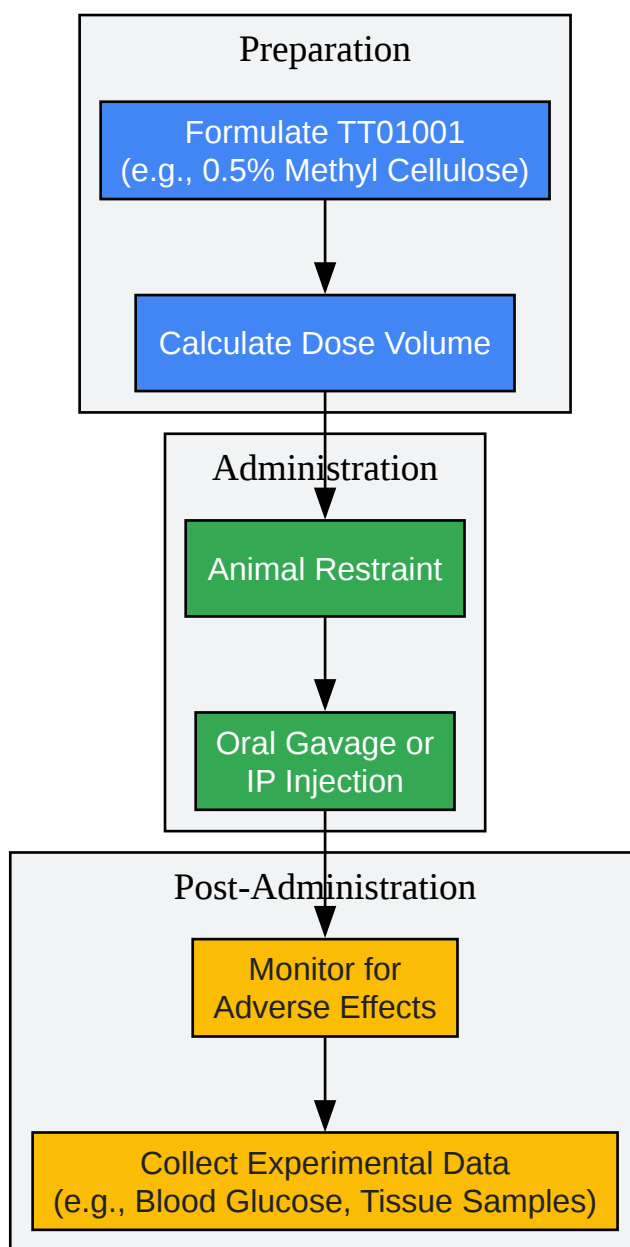 Preparation
Formulate TT01001
(e.g., 0.5% Methyl Cellulose)
Calculate Dose Volume
Administration
Animal Restraint
Oral Gavage or
IP Injection
Post-Administration
Monitor for
Adverse Effects
Collect Experimental Data
(e.g., Blood Glucose, Tissue Samples)